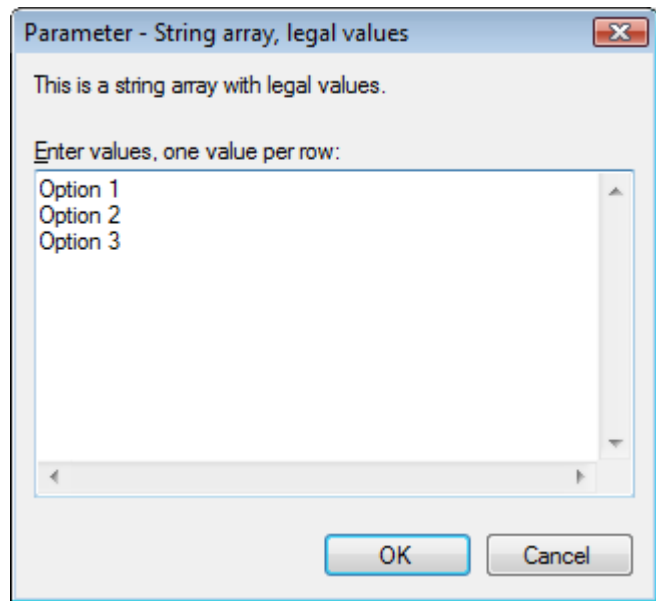 Parameter - String array, legal values
This is a string array with legal values.
Enter values, one value per row:
Option 1
Option 2
Option 3
OK
Cancel